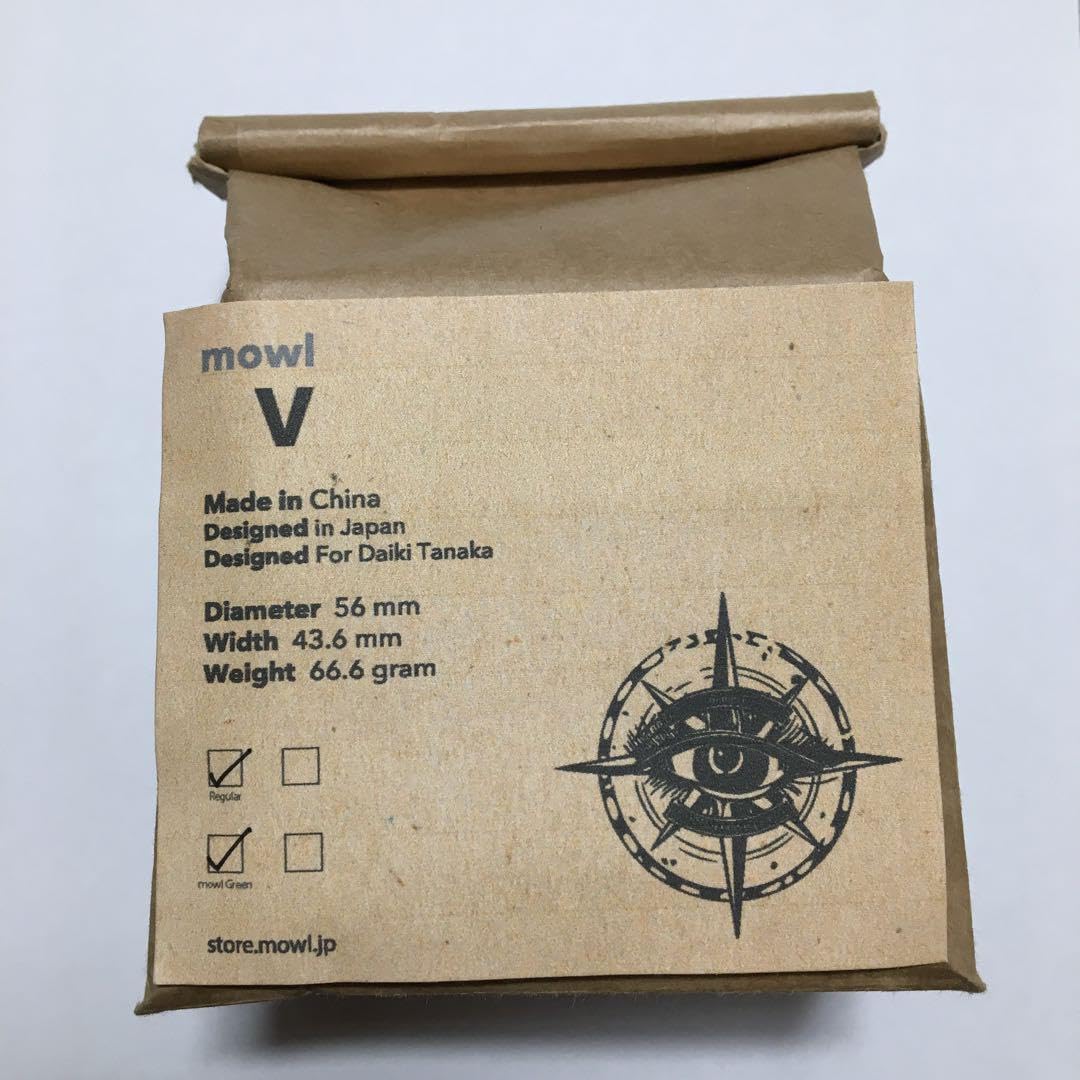 mowl
V
Made in China
Designed in Japan
Designed For Daiki Tanaka
Diameter 56 mm
Width 43.6 mm
Weight 66.6 gram
Regular
mowl Green
store.mowl.jp